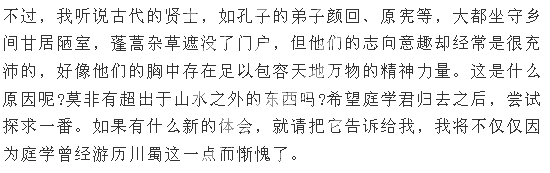 不过，我听说古代的贤士，如孔子的弟子颜回、原宪等，大都坐守乡
间甘居陋室，蓬蒿杂草遮没了门户，但他们的志向意趣却经常是很充
沛的，好像他们的胸中存在足以包容天地万物的精神力量。这是什么
原因呢?莫非有超出于山水之外的东西吗?希望庭学君归去之后，尝试
探求一番。如果有什么新的体会，就请把它告诉给我，我将不仅仅因
为庭学曾经游历川蜀这一点而惭愧了。